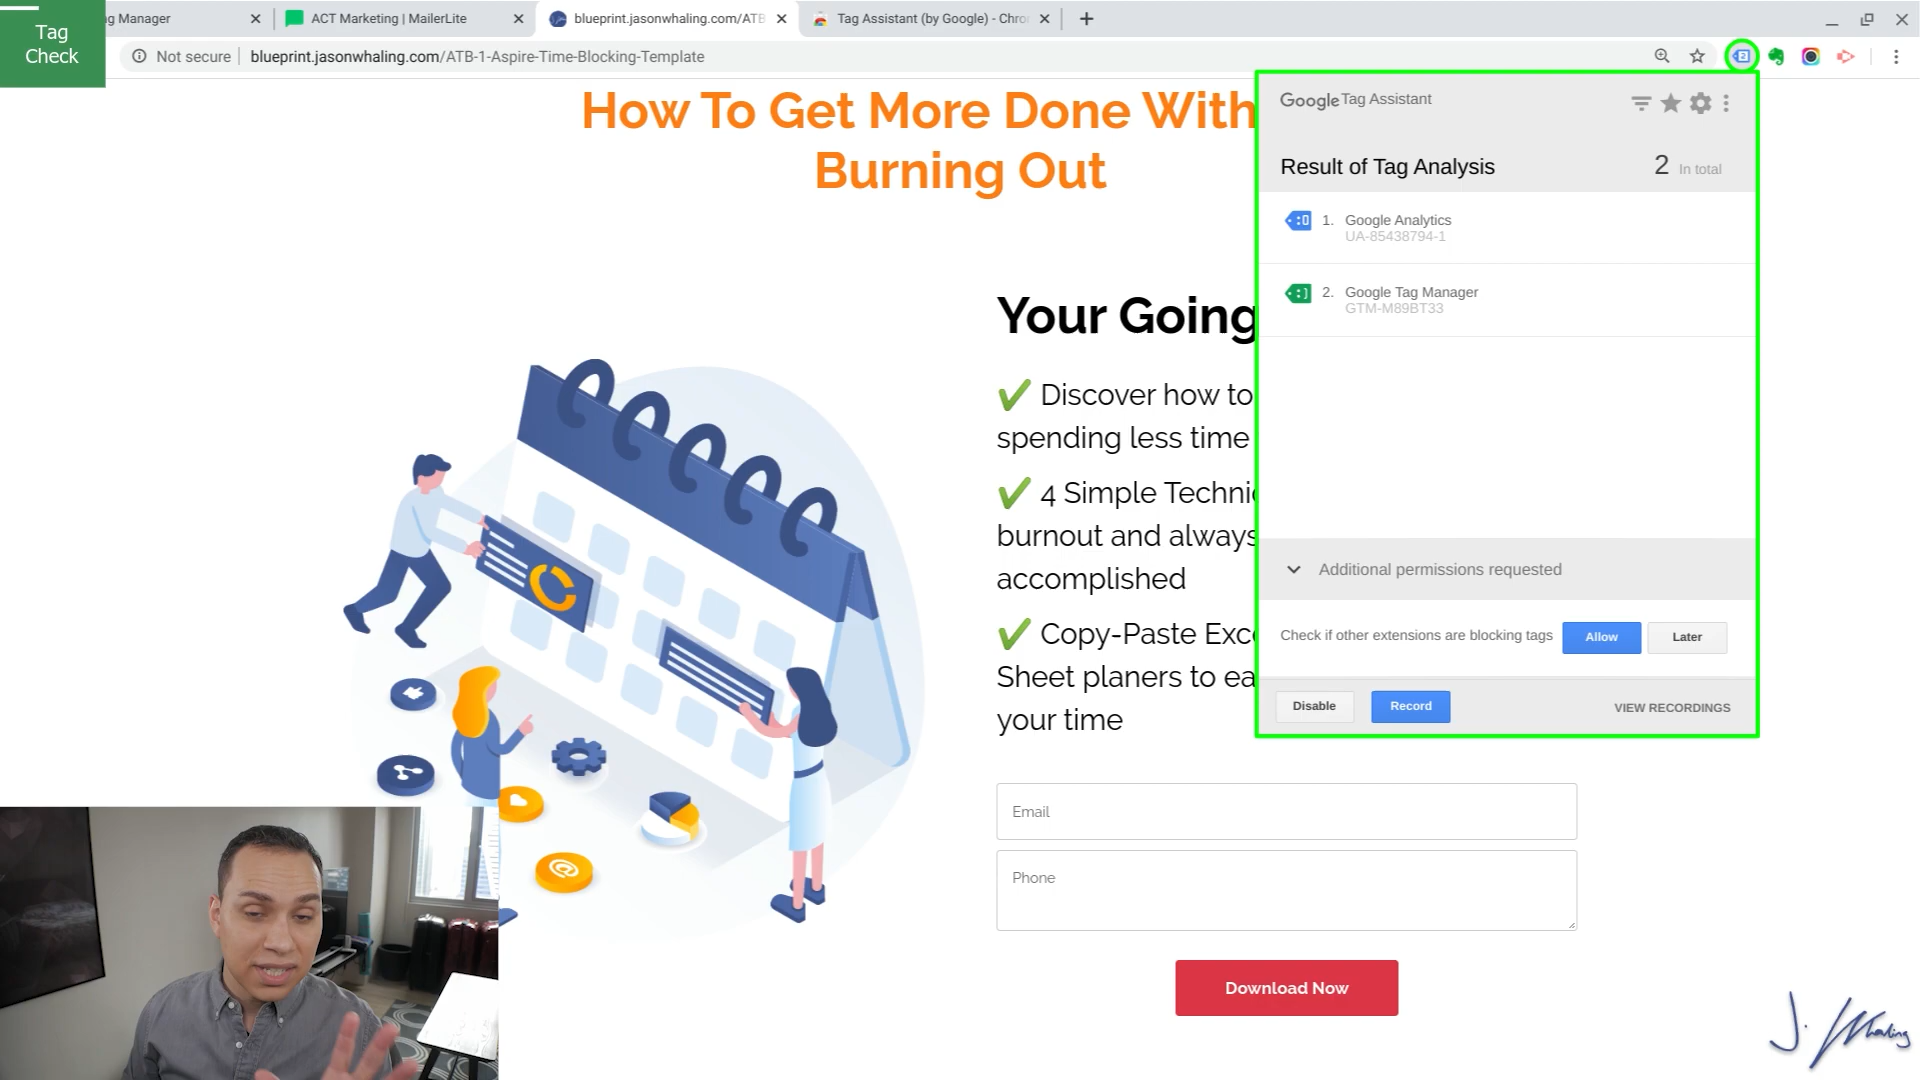 Tag
Check
ag Manager
ACT Marketing | MailerLite
blueprint.jasonwhaling.com/ATB
Tag Assistant (by Google) - Chro
Not secure
blueprint.jasonwhaling.com/ATB-1-Aspire-Time-Blocking-Template
How To Get More Done With
Burning Out
Your Going
✔ Discover how to
spending less time
✔ 4 Simple Techni
burnout and always
accomplished
✔ Copy-Paste Exc
Sheet planers to ea
your time
Email
Phone
Download Now
Google Tag Assistant
Result of Tag Analysis
2 In total
1. Google Analytics
UA-85438794-1
2. Google Tag Manager
GTM-M89BT33
Additional permissions requested
Check if other extensions are blocking tags
Allow
Later
Disable
Record
VIEW RECORDINGS
J. Whaling